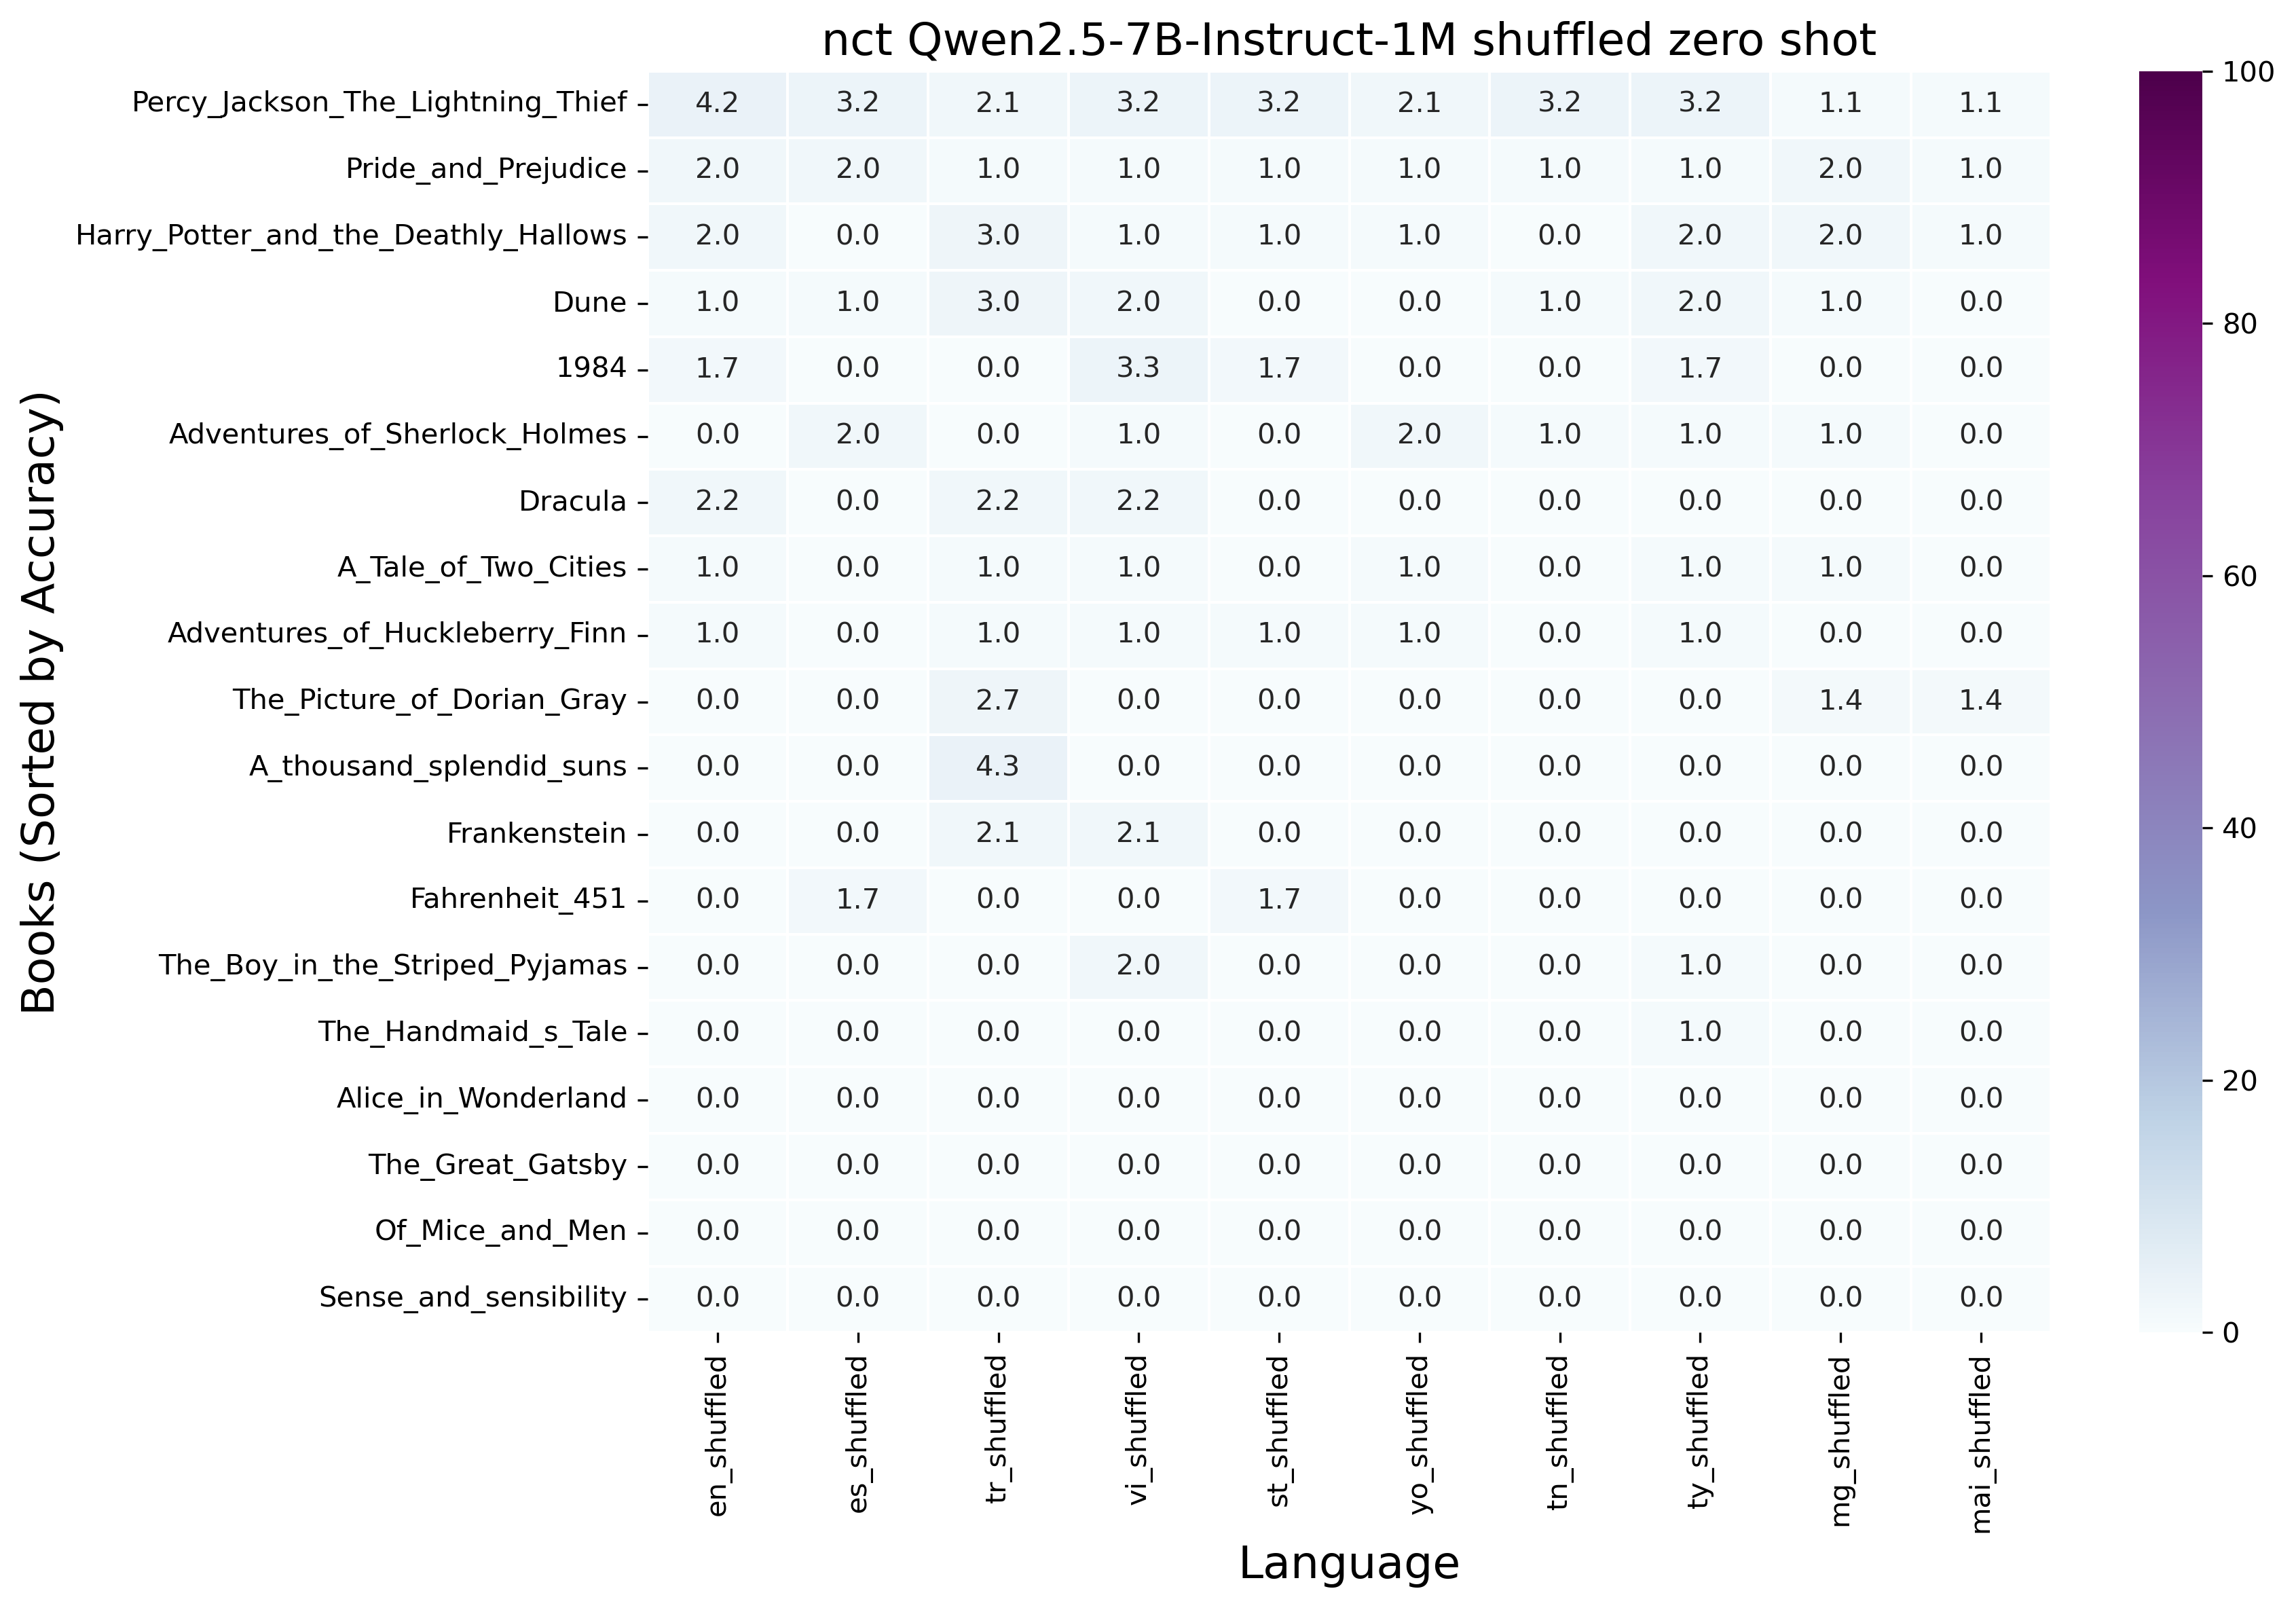 nct Qwen2.5-7B-Instruct-1M shuffled zero shot
Books (Sorted by Accuracy)
Percy_Jackson_The_Lightning_Thief 4.2 3.2 2.1 3.2 3.2 2.1 3.2 3.2 1.1 1.1
Pride_and_Prejudice 2.0 2.0 1.0 1.0 1.0 1.0 1.0 1.0 2.0 1.0
Harry_Potter_and_the_Deathly_Hallows 2.0 0.0 3.0 1.0 1.0 1.0 0.0 2.0 2.0 1.0
Dune 1.0 1.0 3.0 2.0 0.0 0.0 1.0 2.0 1.0 0.0
1984 1.7 0.0 0.0 3.3 1.7 0.0 0.0 1.7 0.0 0.0
Adventures_of_Sherlock_Holmes 0.0 2.0 0.0 1.0 0.0 2.0 1.0 1.0 1.0 0.0
Dracula 2.2 0.0 2.2 2.2 0.0 0.0 0.0 0.0 0.0 0.0
A_Tale_of_Two_Cities 1.0 0.0 1.0 1.0 0.0 1.0 0.0 1.0 1.0 0.0
Adventures_of_Huckleberry_Finn 1.0 0.0 1.0 1.0 1.0 1.0 0.0 1.0 0.0 0.0
The_Picture_of_Dorian_Gray 0.0 0.0 2.7 0.0 0.0 0.0 0.0 0.0 1.4 1.4
A_thousand_splendid_suns 0.0 0.0 4.3 0.0 0.0 0.0 0.0 0.0 0.0 0.0
Frankenstein 0.0 0.0 2.1 2.1 0.0 0.0 0.0 0.0 0.0 0.0
Fahrenheit_451 0.0 1.7 0.0 0.0 1.7 0.0 0.0 0.0 0.0 0.0
The_Boy_in_the_Striped_Pyjamas 0.0 0.0 0.0 2.0 0.0 0.0 0.0 1.0 0.0 0.0
The_Handmaid_s_Tale 0.0 0.0 0.0 0.0 0.0 0.0 0.0 1.0 0.0 0.0
Alice_in_Wonderland 0.0 0.0 0.0 0.0 0.0 0.0 0.0 0.0 0.0 0.0
The_Great_Gatsby 0.0 0.0 0.0 0.0 0.0 0.0 0.0 0.0 0.0 0.0
Of_Mice_and_Men 0.0 0.0 0.0 0.0 0.0 0.0 0.0 0.0 0.0 0.0
Sense_and_sensibility 0.0 0.0 0.0 0.0 0.0 0.0 0.0 0.0 0.0 0.0
en_shuffled es_shuffled tr_shuffled vi_shuffled st_shuffled yo_shuffled tn_shuffled ty_shuffled mg_shuffled mai_shuffled
Language
100
80
60
40
20
0